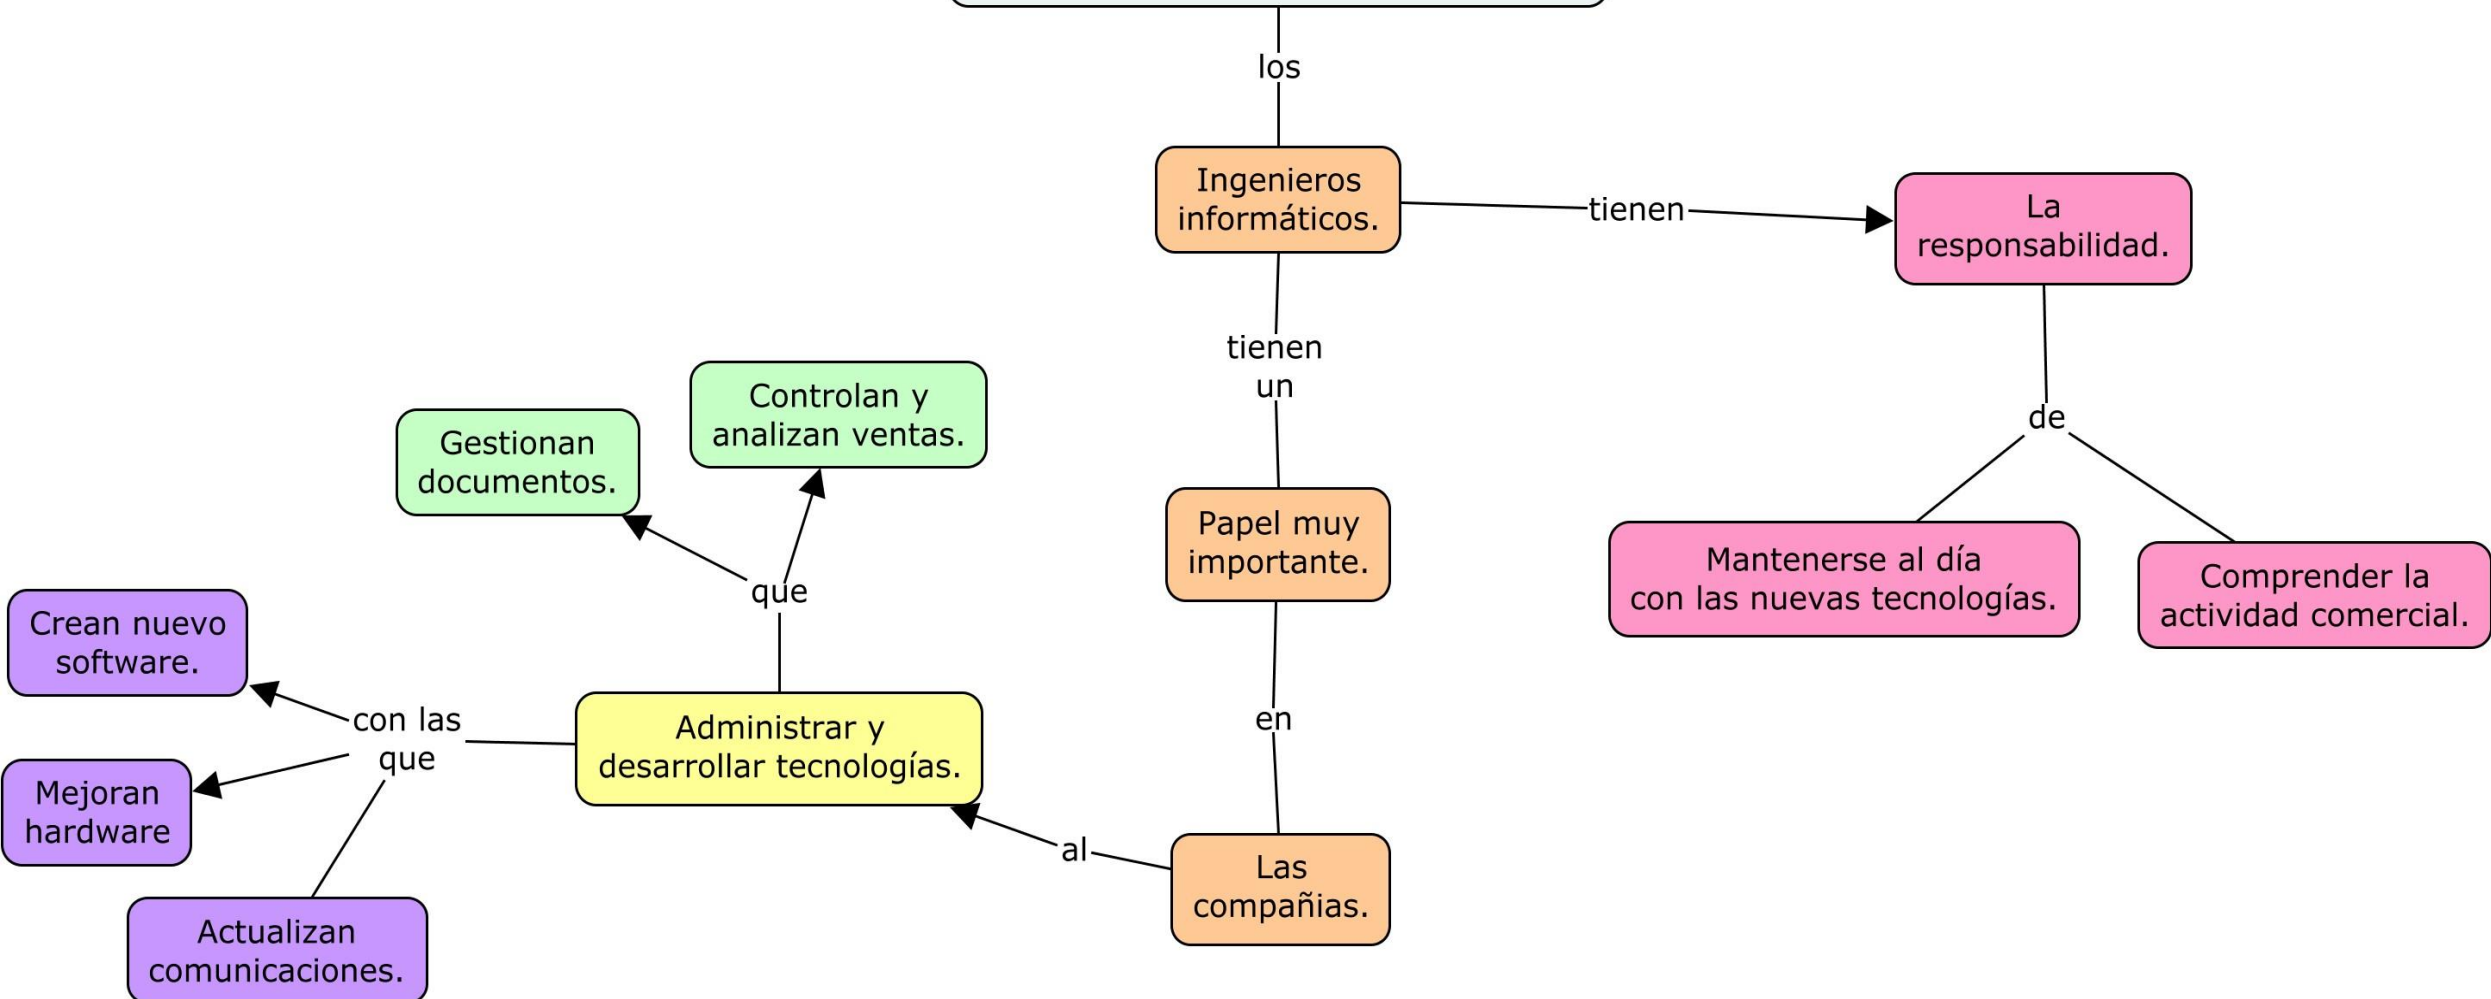 los
Ingenieros
informáticos.
tienen
La
responsabilidad.
tienen
un
de
Controlan y
analizan ventas.
Gestionan
documentos.
Papel muy
importante.
Mantenerse al día
con las nuevas tecnologías.
Comprender la
actividad comercial.
que
Crean nuevo
software.
con las
que
Administrar y
desarrollar tecnologías.
en
Mejoran
hardware
al
Las
compañias.
Actualizan
comunicaciones.